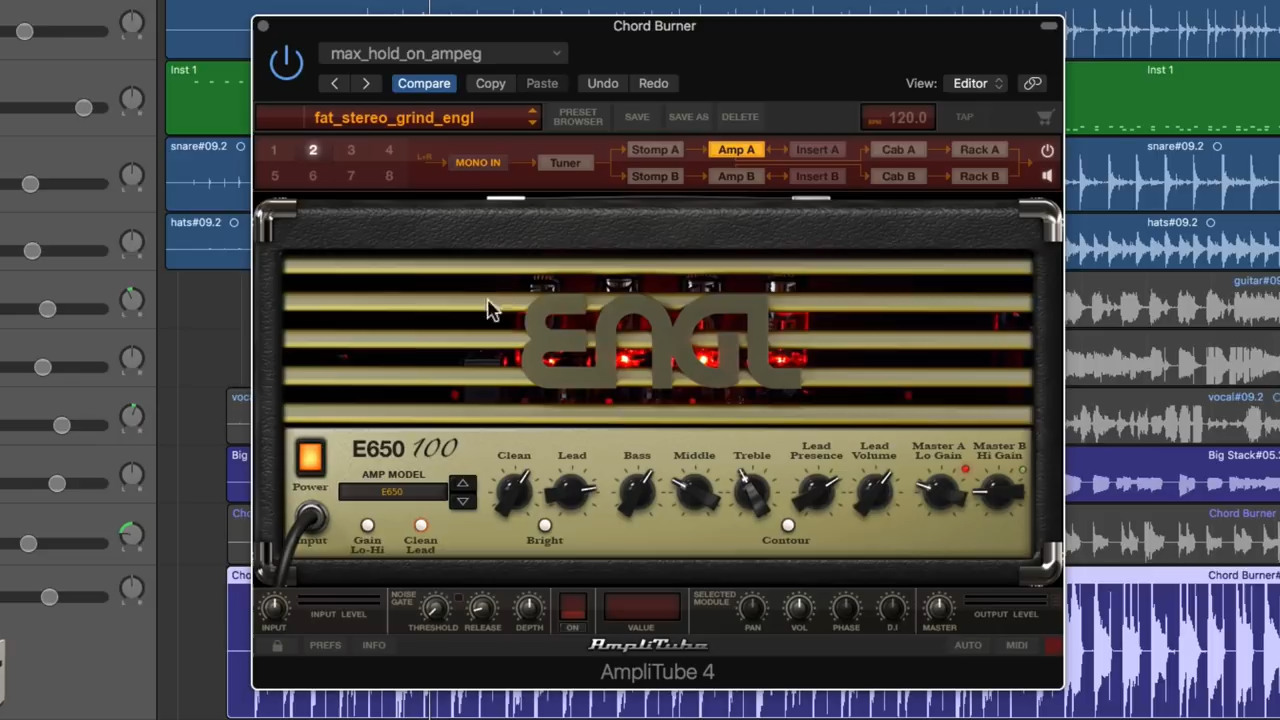 Chord Burner
max_hold_on_ampeg
Compare Copy Paste Undo Redo View: Editor
fat_stereo_grind_engl PRESET BROWSER SAVE SAVE AS DELETE BPM 120.0 TAP
1 2 3 4
5 6 7 8
L+R MONO IN Tuner
Stomp A Amp A Insert A Cab A Rack A
Stomp B Amp B Insert B Cab B Rack B
Inst 1
Inst 1
snare#09.2
snare#09.2
hats#09.2
hats#09.2
guitar#09
voc
vocal#09.2
Big
Big Stack#05.
Cho
Chord Burner
Cho
Chord Burner#
ENGL
E650 100
AMP MODEL
E650
Power
Input
Gain Lo-Hi
Clean Lead
Clean Lead Bass Middle Treble Lead Presence Lead Volume Master A Lo Gain Master B Hi Gain
Bright
Contour
INPUT INPUT LEVEL NOISE GATE THRESHOLD RELEASE DEPTH ON VALUE SELECTED MODULE PAN VOL PHASE D.I MASTER OUTPUT LEVEL
PREFS INFO AmpliTube AUTO MIDI
AmpliTube 4